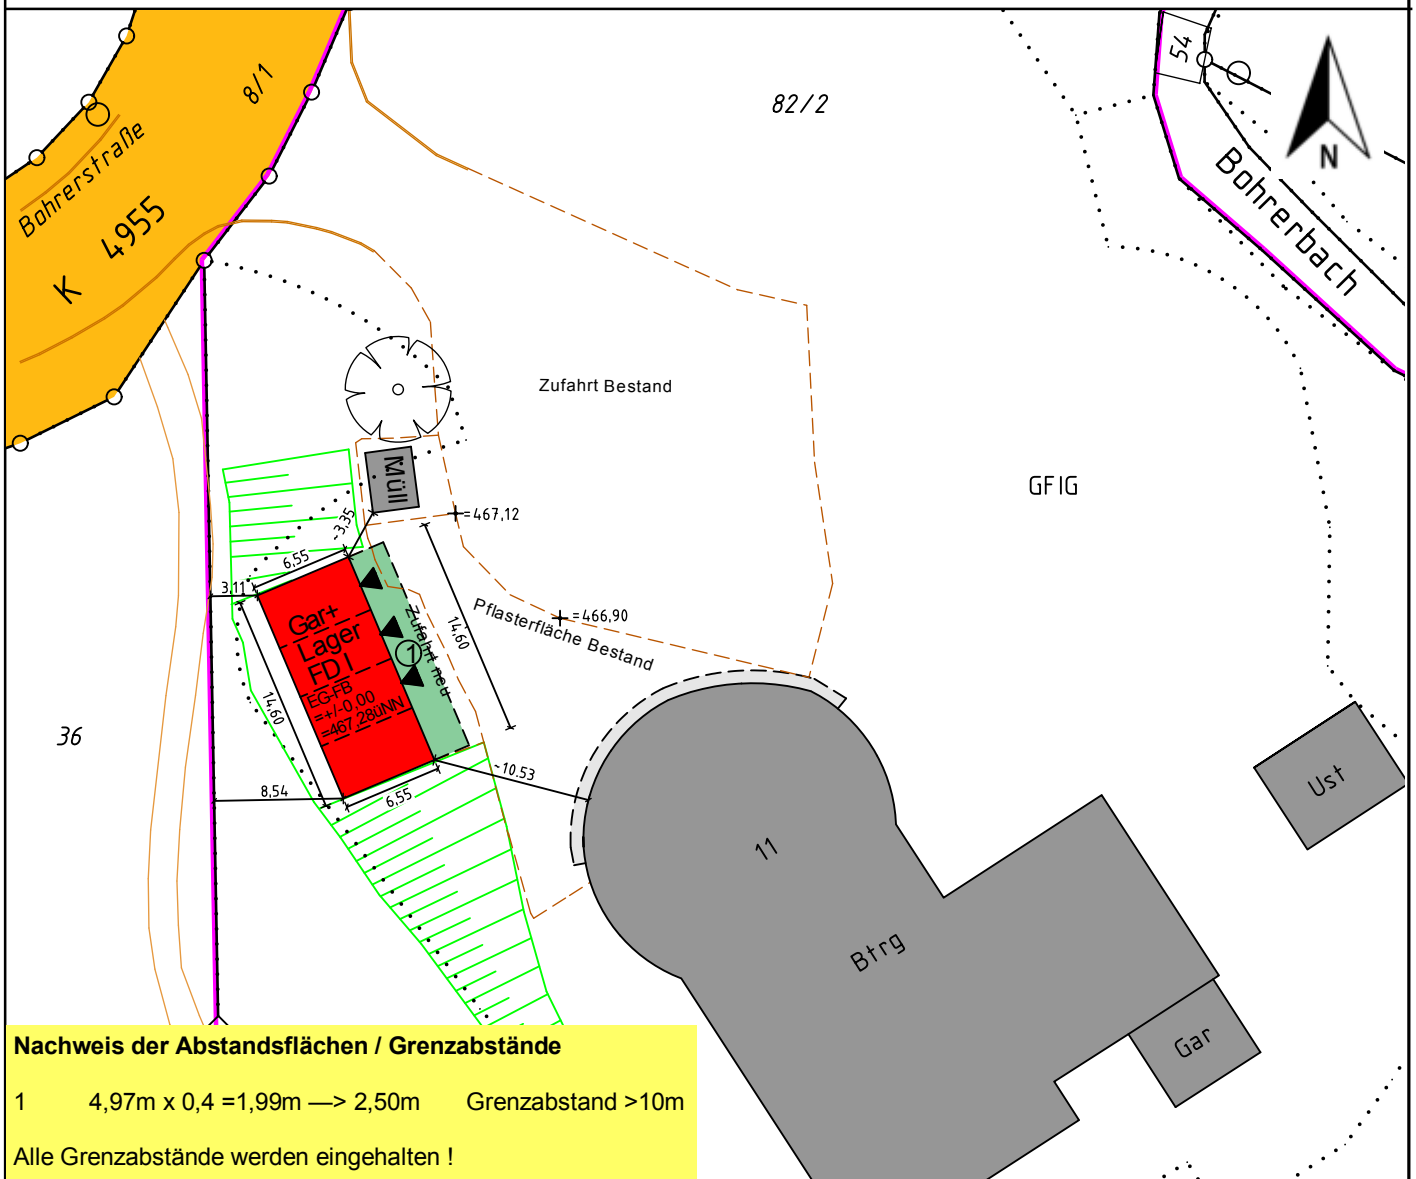 8/1
82/2
54
N
Bohrerstraße
K 4955
Bohrerbach
Zufahrt Bestand
Müll
GFIG
=467,12
~3,35
6,55
3,11
=466,90
Pflasterfläche Bestand
14,60
Zufahrt neu
1
Gar+
Lager
FD I
EG-FB
=+/-0,00
=467,28üNN
14,60
36
~10.53
8,54
6,55
11
Ust
Btrg
Gar
Nachweis der Abstandsflächen / Grenzabstände
1 4,97m x 0,4 =1,99m —> 2,50m Grenzabstand >10m
Alle Grenzabstände werden eingehalten !